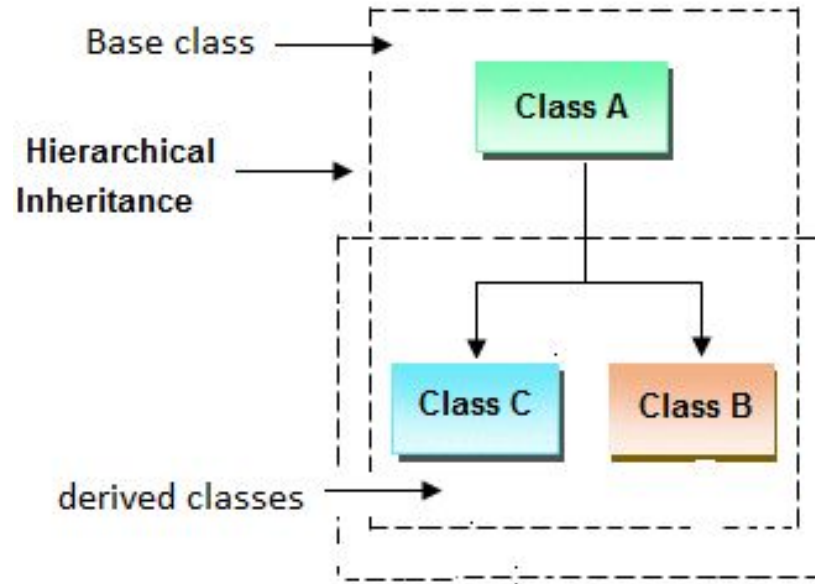 Base class
Class A
Hierarchical
Inheritance
Class C
Class B
derived classes